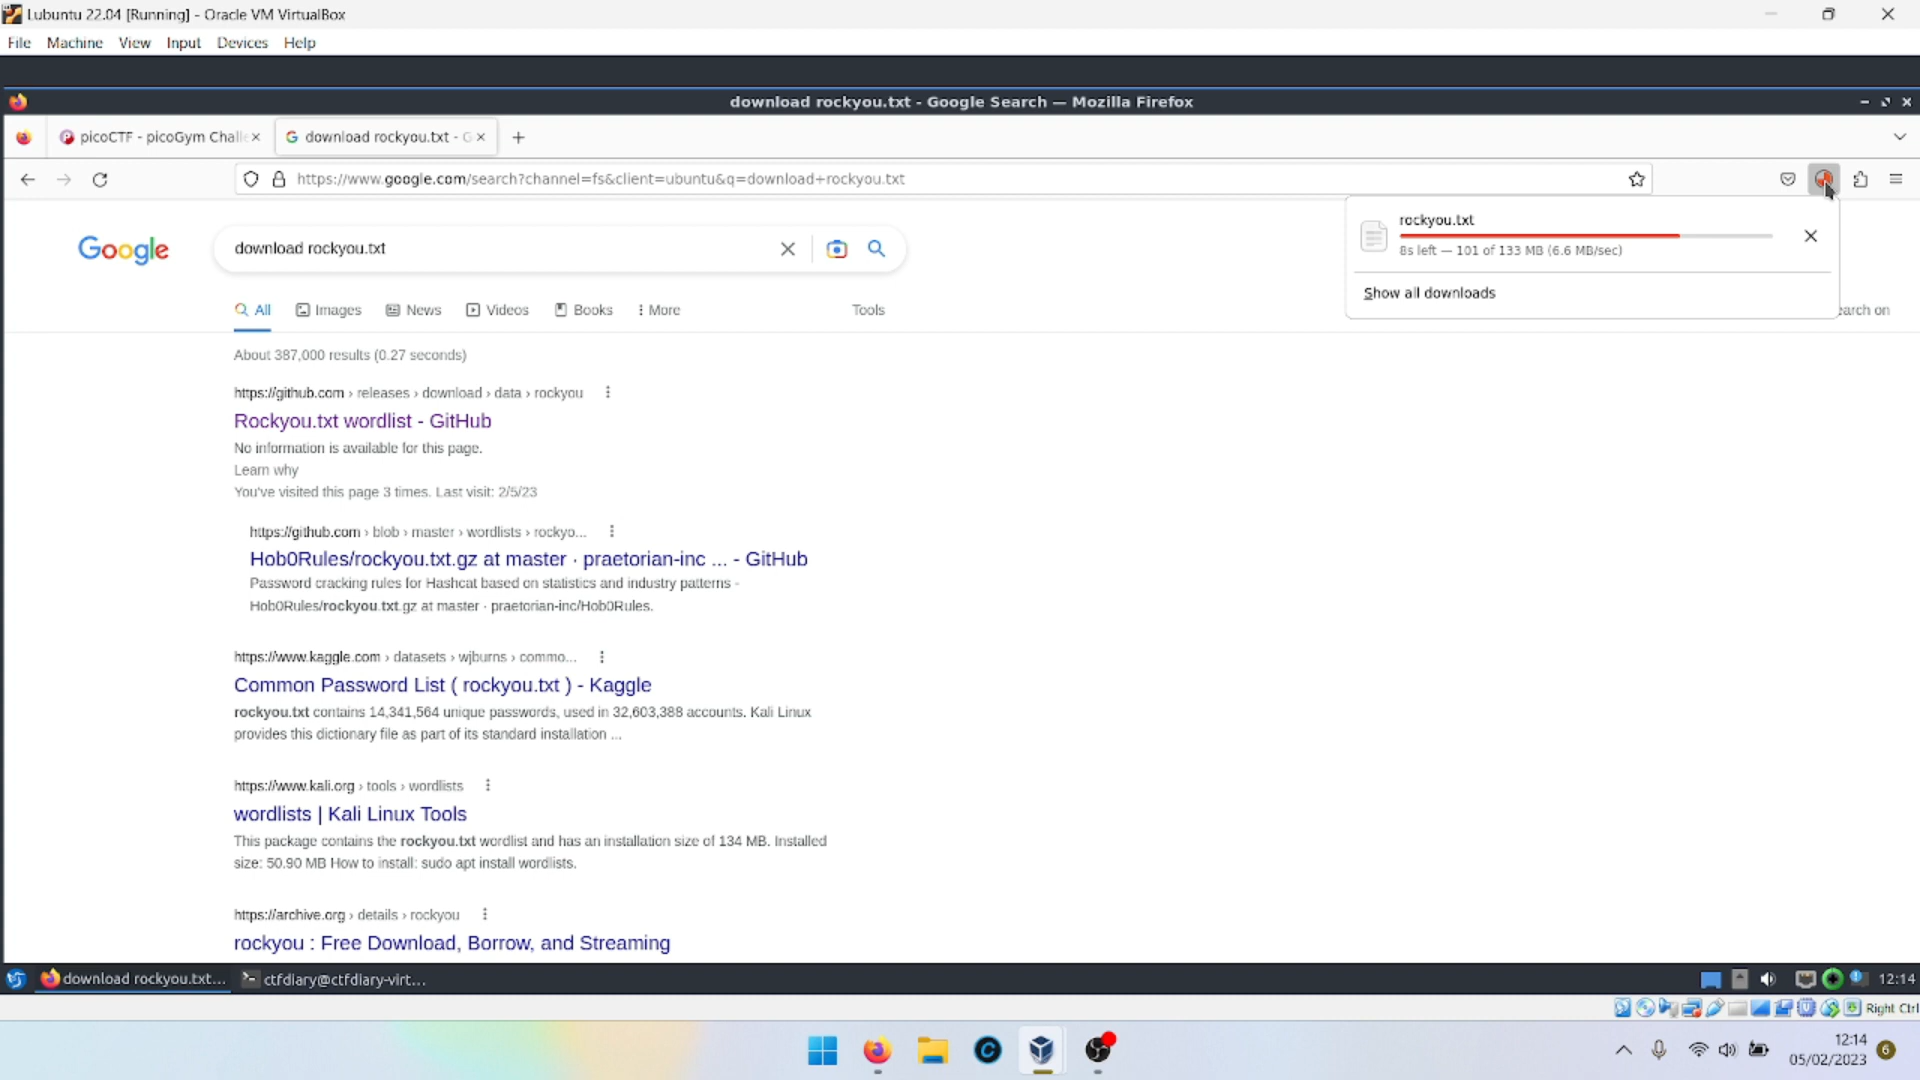 Lubuntu 22.04 [Running] - Oracle VM VirtualBox
File Machine View Input Devices Help
download rockyou.txt - Google Search — Mozilla Firefox
picoCTF - picoGym Challe
download rockyou.txt - G
https://www.google.com/search?channel=fs&client=ubuntu&q=download+rockyou.txt
rockyou.txt
8s left — 101 of 133 MB (6.6 MB/sec)
Show all downloads
Google
download rockyou.txt
All Images News Videos Books More Tools
earch on
About 387,000 results (0.27 seconds)
https://github.com › releases › download › data › rockyou
Rockyou.txt wordlist - GitHub
No information is available for this page.
Learn why
You've visited this page 3 times. Last visit: 2/5/23
https://github.com › blob › master › wordlists › rockyo...
Hob0Rules/rockyou.txt.gz at master · praetorian-inc ... - GitHub
Password cracking rules for Hashcat based on statistics and industry patterns -
Hob0Rules/rockyou.txt.gz at master · praetorian-inc/Hob0Rules.
https://www.kaggle.com › datasets › wjburns › commo...
Common Password List ( rockyou.txt ) - Kaggle
rockyou.txt contains 14,341,564 unique passwords, used in 32,603,388 accounts. Kali Linux
provides this dictionary file as part of its standard installation ...
https://www.kali.org › tools › wordlists
wordlists | Kali Linux Tools
This package contains the rockyou.txt wordlist and has an installation size of 134 MB. Installed
size: 50.90 MB How to install: sudo apt install wordlists.
https://archive.org › details › rockyou
rockyou : Free Download, Borrow, and Streaming
download rockyou.txt...
ctfdiary@ctfdiary-virt...
12:14
Right Ctrl
12:14
05/02/2023
6